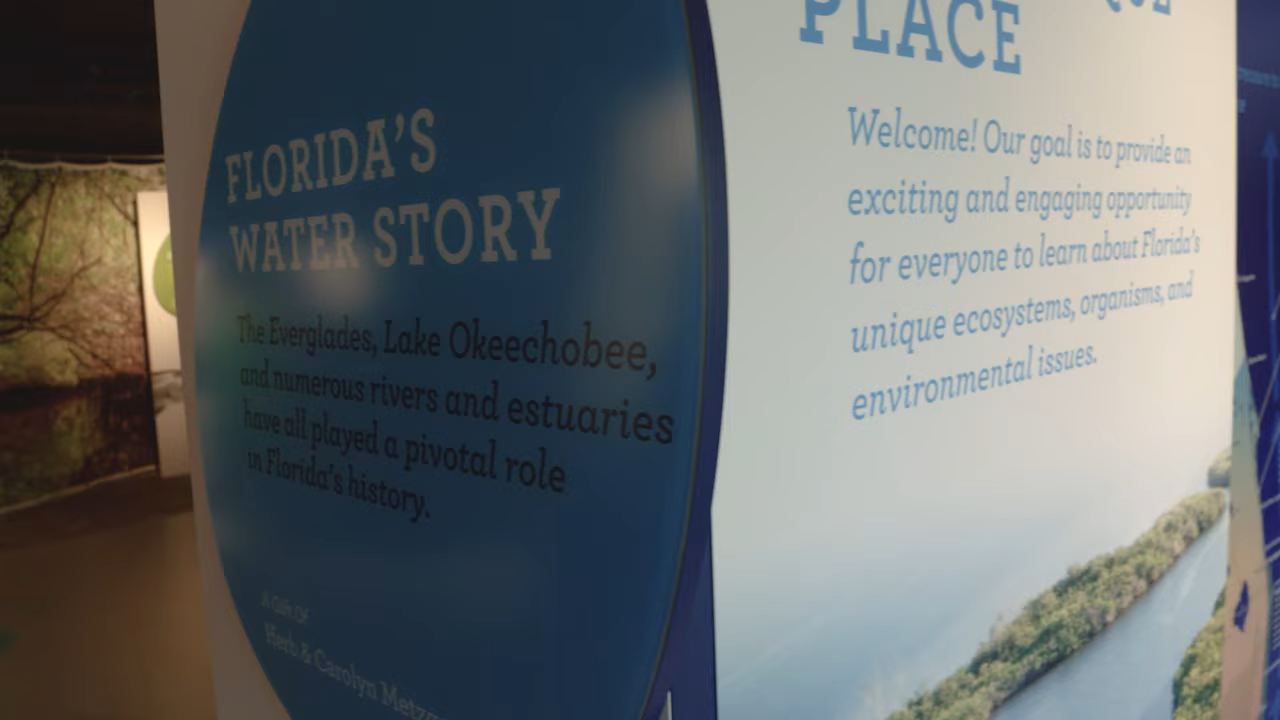 FLORIDA'S
WATER STORY
The Everglades, Lake Okeechobee,
and numerous rivers and estuaries
have all played a pivotal role
in Florida's history.
A Gift Of
Herb & Carolyn
PLACE
Welcome! Our goal is to provide an
exciting and engaging opportunity
for everyone to learn about Florida's
unique ecosystems, organisms, and
environmental issues.